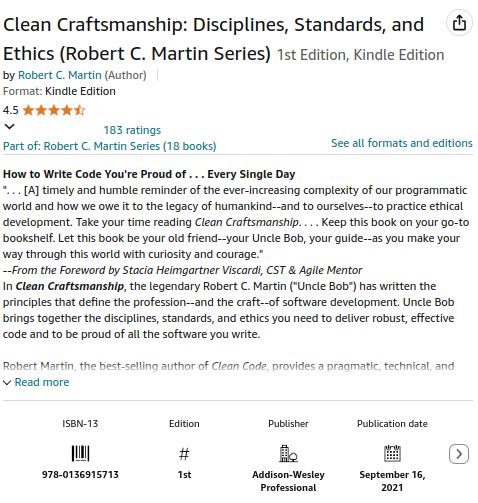 Clean Craftsmanship: Disciplines, Standards, and
Ethics (Robert C. Martin Series) 1st Edition, Kindle Edition
by Robert C. Martin (Author)
Format: Kindle Edition
4.5
183 ratings
Part of: Robert C. Martin Series (18 books)
See all formats and editions
How to Write Code You're Proud of . . . Every Single Day
". . . [A] timely and humble reminder of the ever-increasing complexity of our programmatic
world and how we owe it to the legacy of humankind--and to ourselves--to practice ethical
development. Take your time reading Clean Craftsmanship. . . . Keep this book on your go-to
bookshelf. Let this book be your old friend--your Uncle Bob, your guide--as you make your
way through this world with curiosity and courage."
--From the Foreword by Stacia Heimgartner Viscardi, CST & Agile Mentor
In Clean Craftsmanship, the legendary Robert C. Martin ("Uncle Bob") has written the
principles that define the profession--and the craft--of software development. Uncle Bob
brings together the disciplines, standards, and ethics you need to deliver robust, effective
code and to be proud of all the software you write.
Robert Martin, the best-selling author of Clean Code, provides a pragmatic, technical, and
Read more
ISBN-13
978-0136915713
Edition
#
1st
Publisher
Addison-Wesley
Professional
Publication date
September 16,
2021